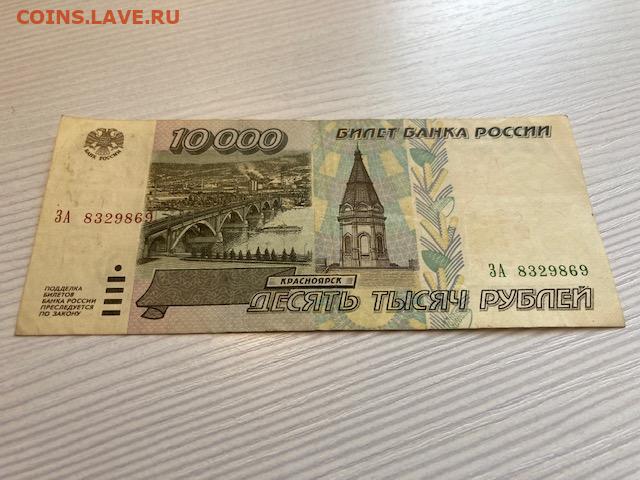 COINS.LAVE.RU
БАНК РОССИИ
10000
БИЛЕТ БАНКА РОССИИ
ЗА 8329869
ЗА 8329869
КРАСНОЯРСК
ДЕСЯТЬ ТЫСЯЧ РУБЛЕЙ
ПОДДЕЛКА
БИЛЕТОВ
БАНКА РОССИИ
ПРЕСЛЕДУЕТСЯ
ПО ЗАКОНУ